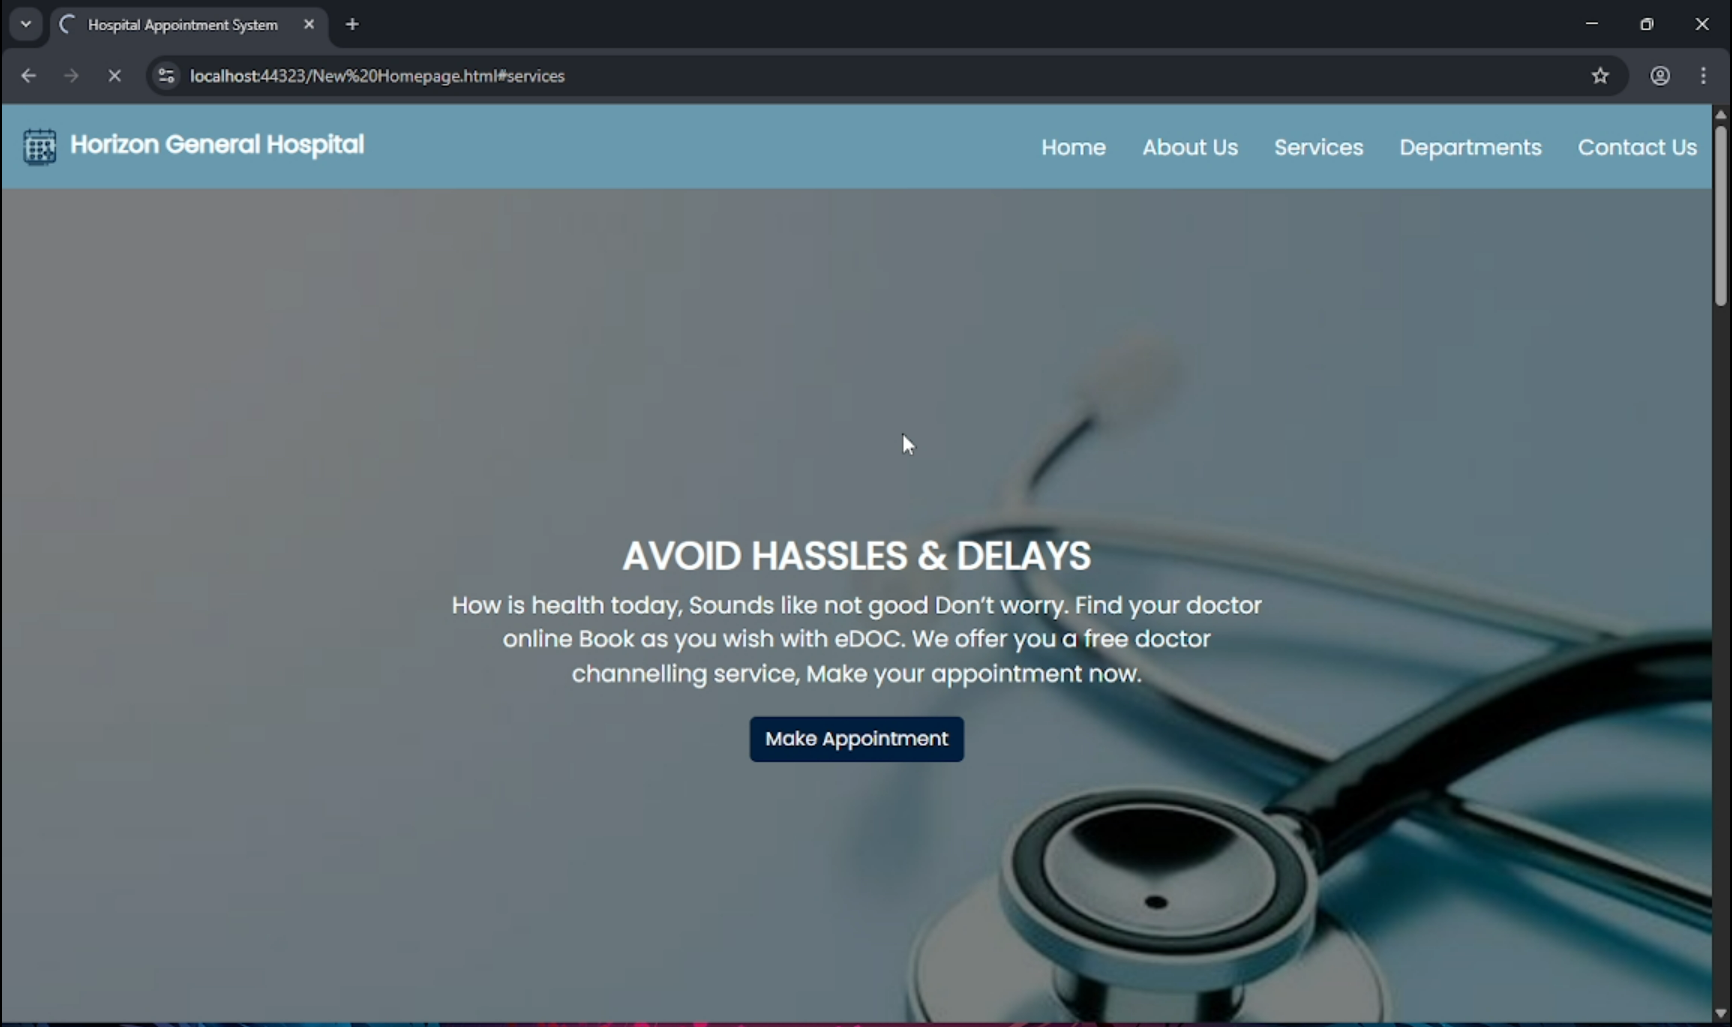 Hospital Appointment System
localhost:44323/New%20Homepage.html#services
Horizon General Hospital
Home About Us Services Departments Contact Us
AVOID HASSLES & DELAYS
How is health today, Sounds like not good Don't worry. Find your doctor
online Book as you wish with eDOC. We offer you a free doctor
channelling service, Make your appointment now.
Make Appointment